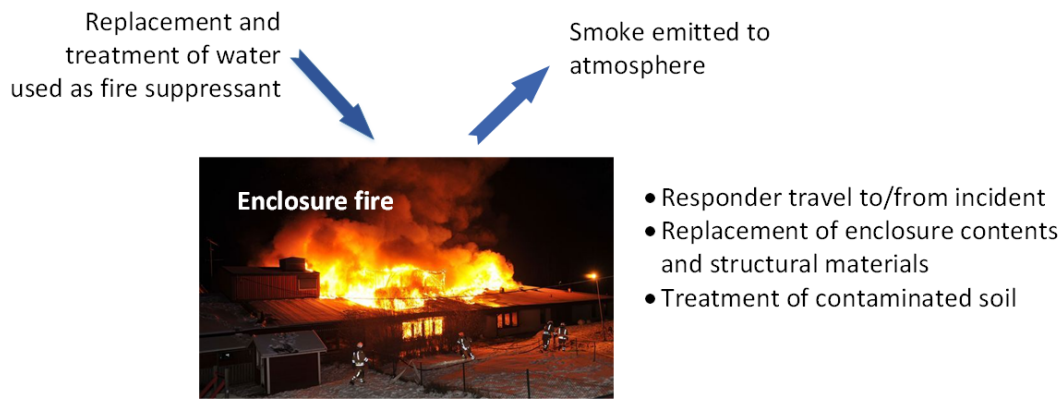 Replacement and
treatment of water
used as fire suppressant
Smoke emitted to
atmosphere
Enclosure fire
• Responder travel to/from incident
• Replacement of enclosure contents
and structural materials
• Treatment of contaminated soil